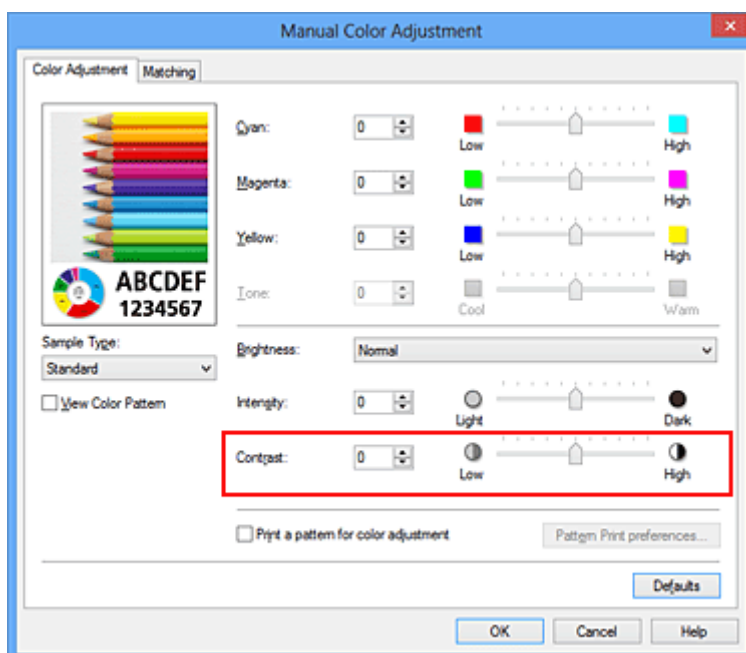 Manual Color Adjustment
Color Adjustment Matching
Cyan: 0 Low High
Magenta: 0 Low High
Yellow: 0 Low High
Tone: 0 Cool Warm
ABCDEF
1234567
Sample Type:
Standard
View Color Pattern
Brightness: Normal
Intensity: 0 Light Dark
Contrast: 0 Low High
Print a pattern for color adjustment Pattern Print preferences...
Defaults
OK Cancel Help